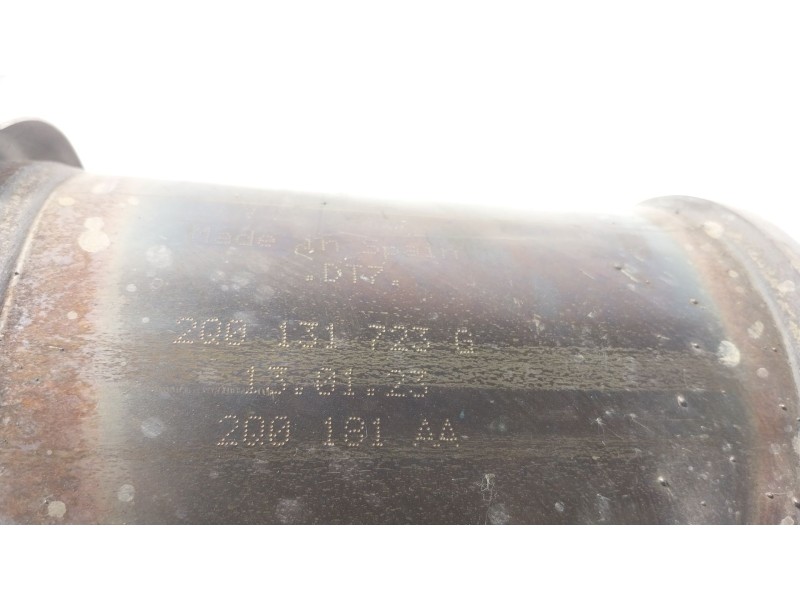 Made in Spain
.DT7.
2Q0 131 723 G
13.01.23
2Q0 181 AA